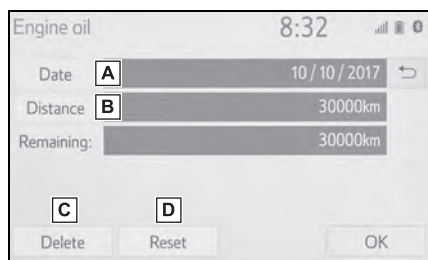 Engine oil 8:32
Date A 10 / 10 / 2017
Distance B 30000km
Remaining: 30000km
C D
Delete Reset OK